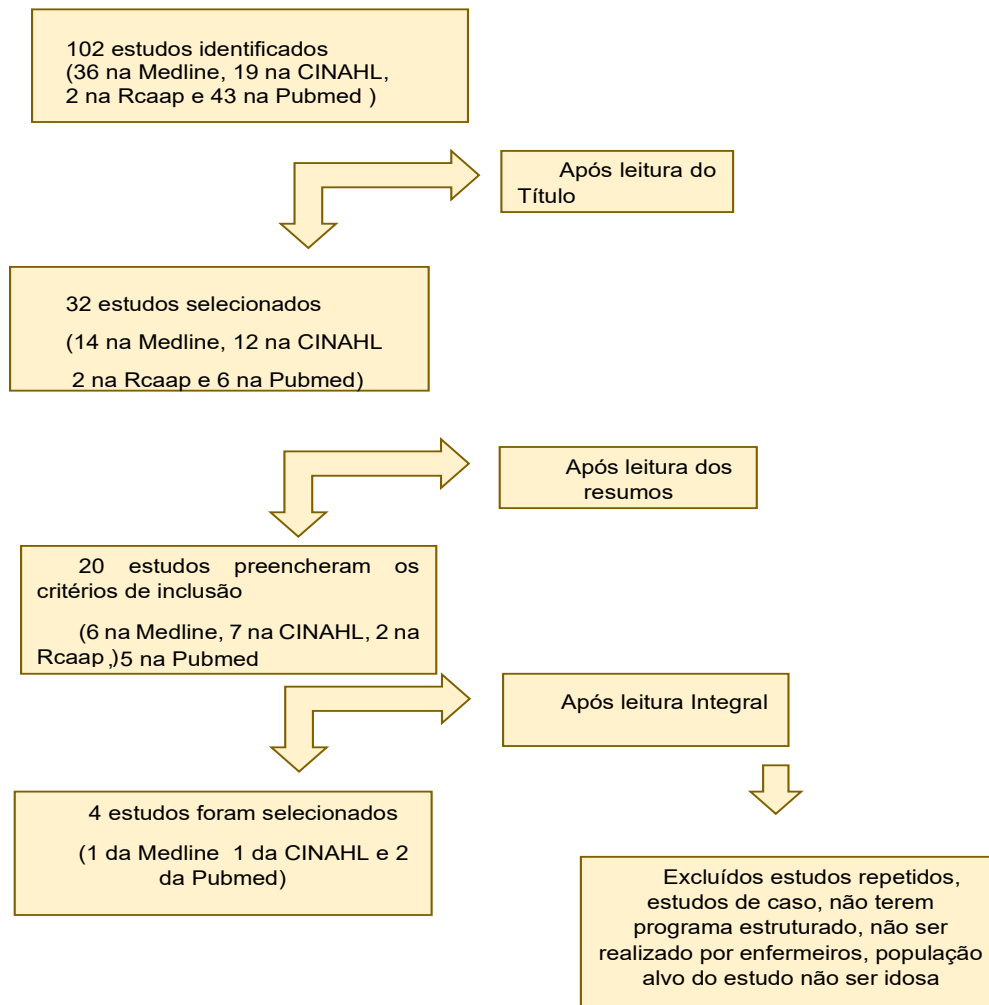 102 estudos identificados
(36 na Medline, 19 na CINAHL,
2 na Rcaap e 43 na Pubmed )
Após leitura do
Título
32 estudos selecionados
(14 na Medline, 12 na CINAHL
2 na Rcaap e 6 na Pubmed)
Após leitura dos
resumos
20 estudos preencheram os
critérios de inclusão
(6 na Medline, 7 na CINAHL, 2 na
Rcaap ,)5 na Pubmed
Após leitura Integral
4 estudos foram selecionados
(1 da Medline 1 da CINAHL e 2
da Pubmed)
Excluídos estudos repetidos,
estudos de caso, não terem
programa estruturado, não ser
realizado por enfermeiros, população
alvo do estudo não ser idosa